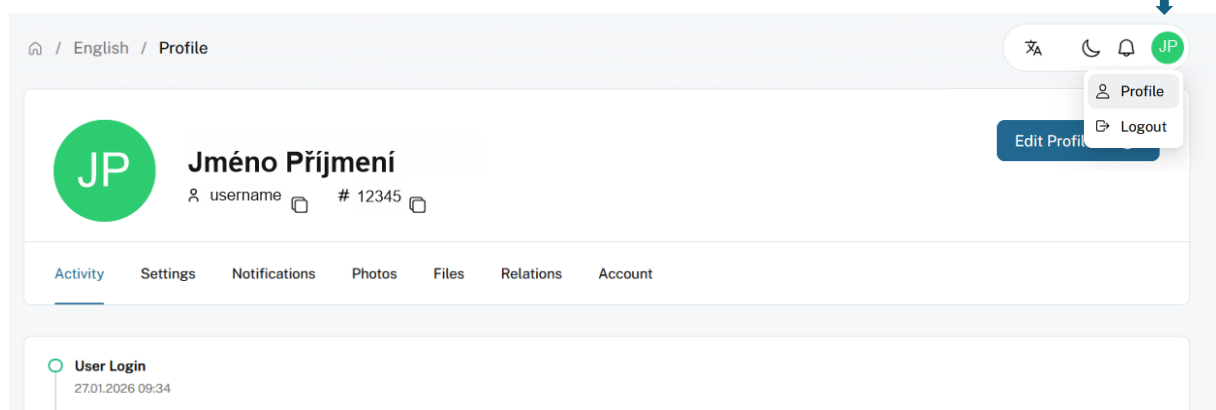 / English / Profile
JP
Profile
Logout
JP
Jméno Příjmení
username # 12345
Edit Profil
Activity Settings Notifications Photos Files Relations Account
User Login
27.01.2026 09:34